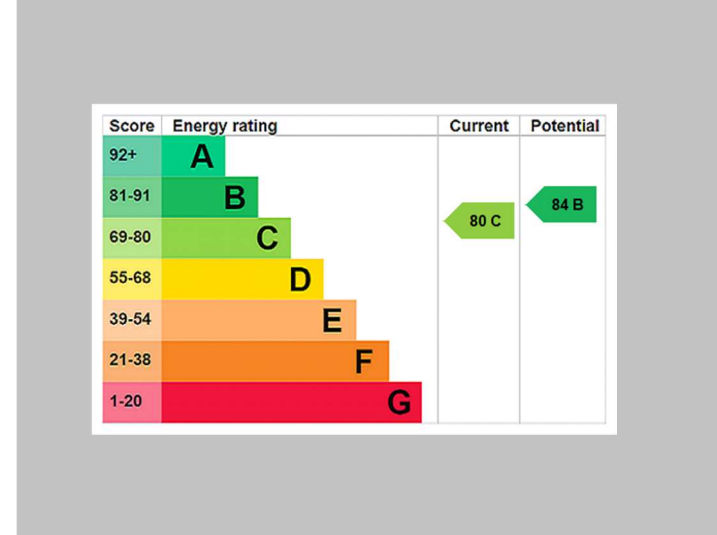 Score Energy rating Current Potential
92+ A
81-91 B 84 B
69-80 C 80 C
55-68 D
39-54 E
21-38 F
1-20 G